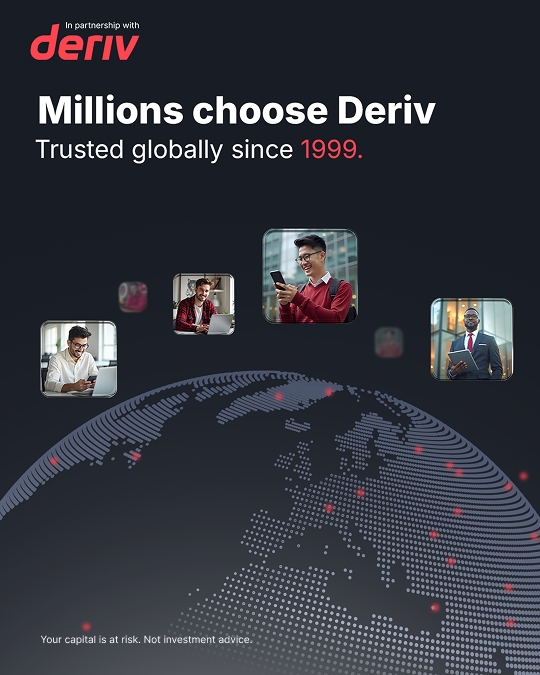 In partnership with
deriv
Millions choose Deriv
Trusted globally since 1999.
Your capital is at risk. Not investment advice.